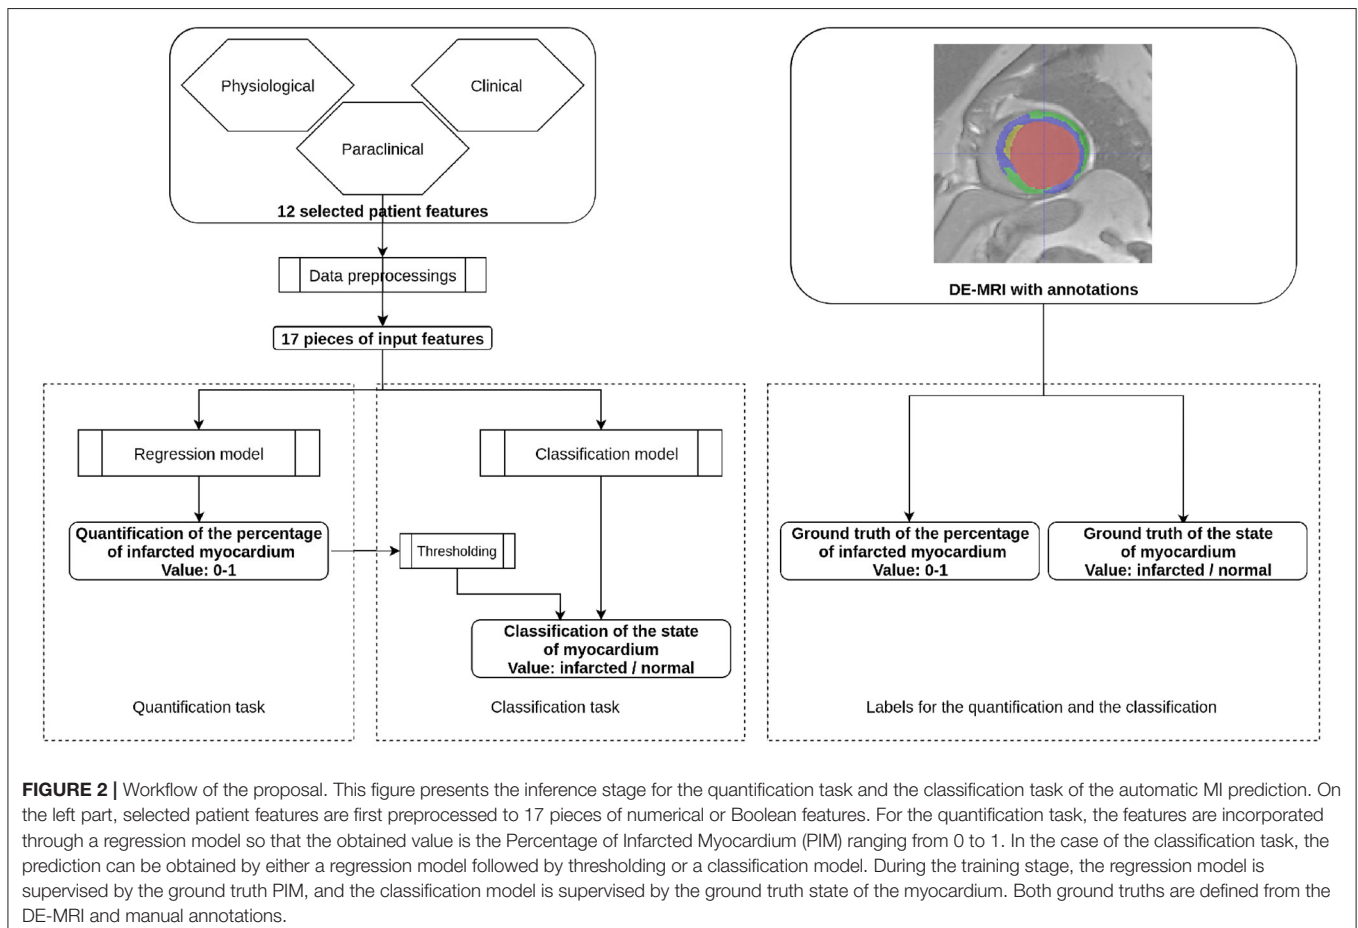 Physiological
Clinical
Paraclinical
12 selected patient features
Data preprocessings
17 pieces of input features
Regression model
Classification model
Quantification of the percentage
of infarcted myocardium
Value: 0-1
Thresholding
Classification of the state
of myocardium
Value: infarcted / normal
Quantification task
Classification task
DE-MRI with annotations
Ground truth of the percentage
of infarcted myocardium
Value: 0-1
Ground truth of the state
of myocardium
Value: infarcted / normal
Labels for the quantification and the classification
FIGURE 2 | Workflow of the proposal. This figure presents the inference stage for the quantification task and the classification task of the automatic MI prediction. On
the left part, selected patient features are first preprocessed to 17 pieces of numerical or Boolean features. For the quantification task, the features are incorporated
through a regression model so that the obtained value is the Percentage of Infarcted Myocardium (PIM) ranging from 0 to 1. In the case of the classification task, the
prediction can be obtained by either a regression model followed by thresholding or a classification model. During the training stage, the regression model is
supervised by the ground truth PIM, and the classification model is supervised by the ground truth state of the myocardium. Both ground truths are defined from the
DE-MRI and manual annotations.